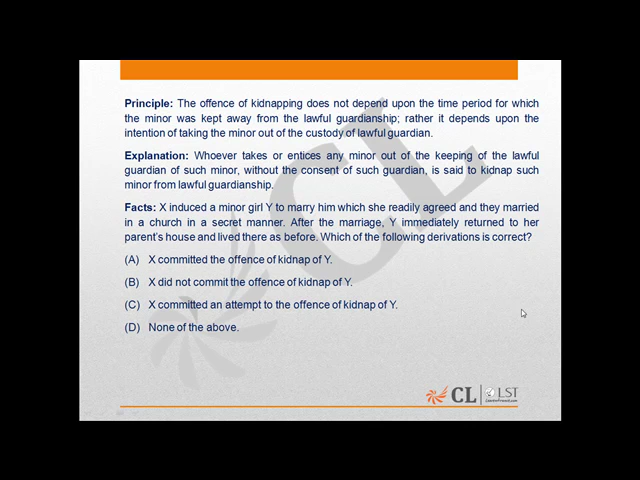 Principle: The offence of kidnapping does not depend upon the time period for which
the minor was kept away from the lawful guardianship; rather it depends upon the
intention of taking the minor out of the custody of lawful guardian.
Explanation: Whoever takes or entices any minor out of the keeping of the lawful
guardian of such minor, without the consent of such guardian, is said to kidnap such
minor from lawful guardianship.
Facts: X induced a minor girl Y to marry him which she readily agreed and they married
in a church in a secret manner. After the marriage, Y immediately returned to her
parent's house and lived there as before. Which of the following derivations is correct?
(A) X committed the offence of kidnap of Y.
(B) X did not commit the offence of kidnap of Y.
(C) X committed an attempt to the offence of kidnap of Y.
(D) None of the above.
CL
CL LST